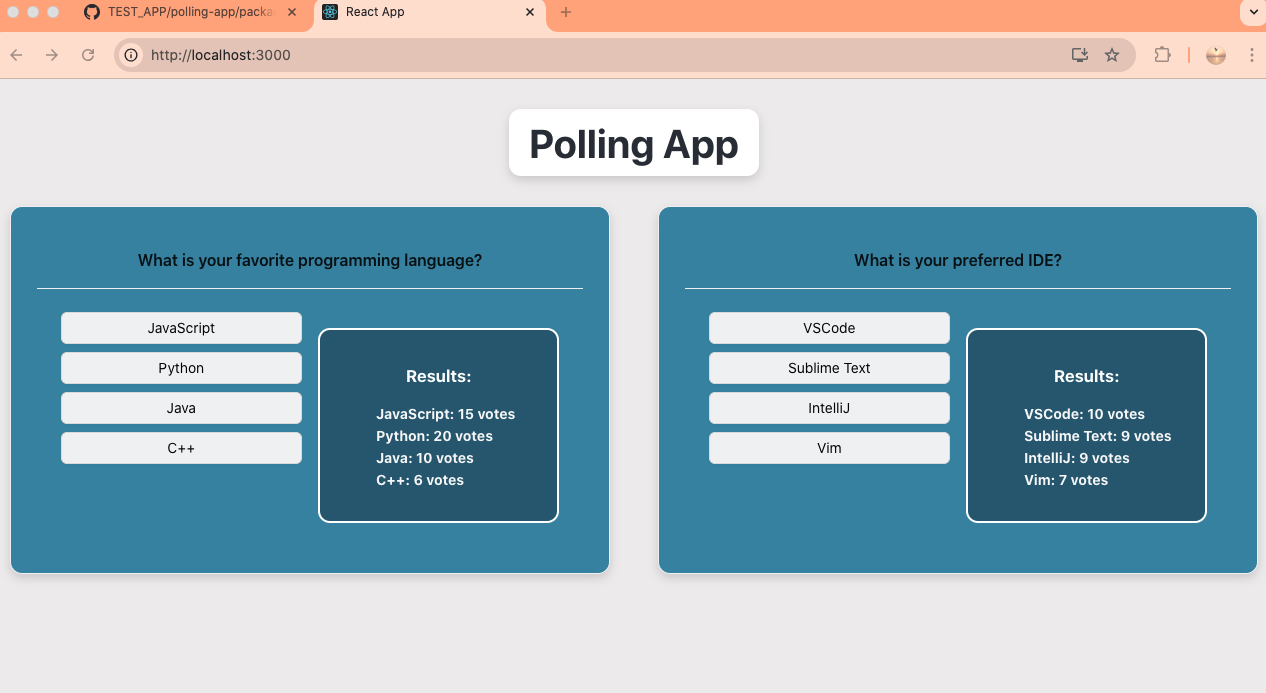 TEST_APP/polling-app/packa
React App
http://localhost:3000
Polling App
What is your favorite programming language?
JavaScript
Python
Java
C++
Results:
JavaScript: 15 votes
Python: 20 votes
Java: 10 votes
C++: 6 votes
What is your preferred IDE?
VSCode
Sublime Text
IntelliJ
Vim
Results:
VSCode: 10 votes
Sublime Text: 9 votes
IntelliJ: 9 votes
Vim: 7 votes